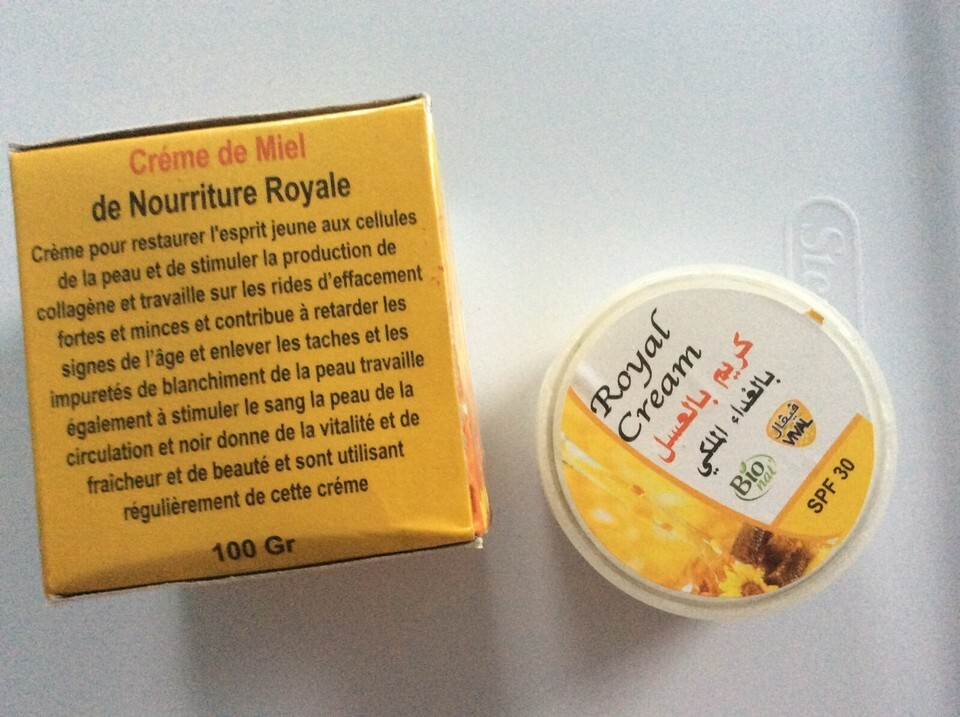 Créme de Miel
de Nourriture Royale
Crème pour restaurer l'esprit jeune aux cellules
de la peau et de stimuler la production de
collagène et travaille sur les rides d'effacement
fortes et minces et contribue à retarder les
signes de l'âge et enlever les taches et les
impuretés de blanchiment de la peau travaille
également à stimuler le sang la peau de la
circulation et noir donne de la vitalité et de
fraîcheur et de beauté et sont utilisant
régulièrement de cette créme
100 Gr
Royal
Cream
كريم بالعسل
بالغذاء الملكي
Bio
nat
فيفال
VIVAL
SPF 30